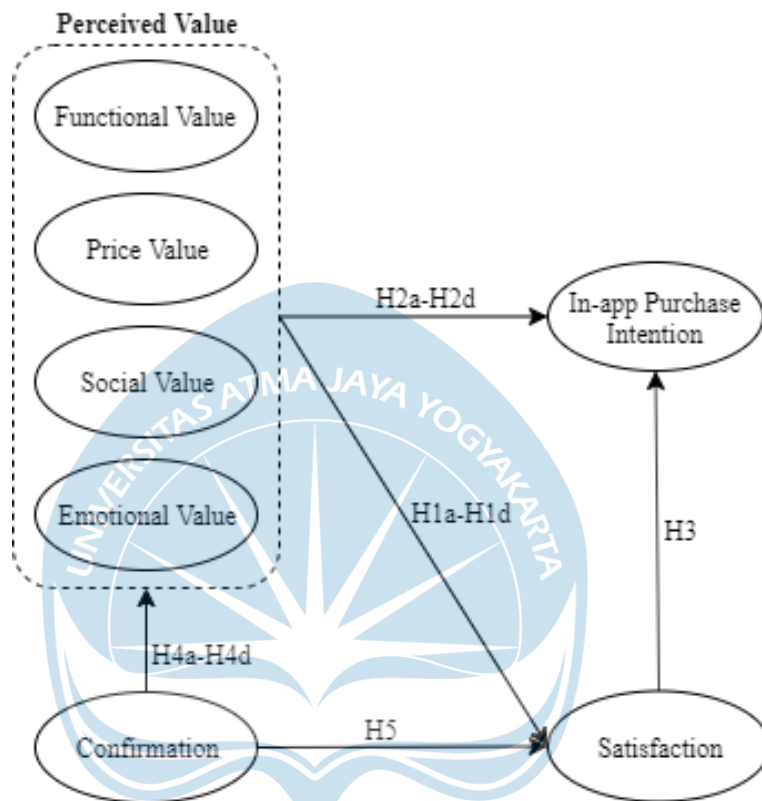 Perceived Value
Functional Value
Price Value
Social Value
Emotional Value
H2a-H2d
In-app Purchase
Intention
UNIVERSITAS ATMA JAYA YOGYAKARTA
H1a-H1d
H3
H4a-H4d
Confirmation
H5
Satisfaction